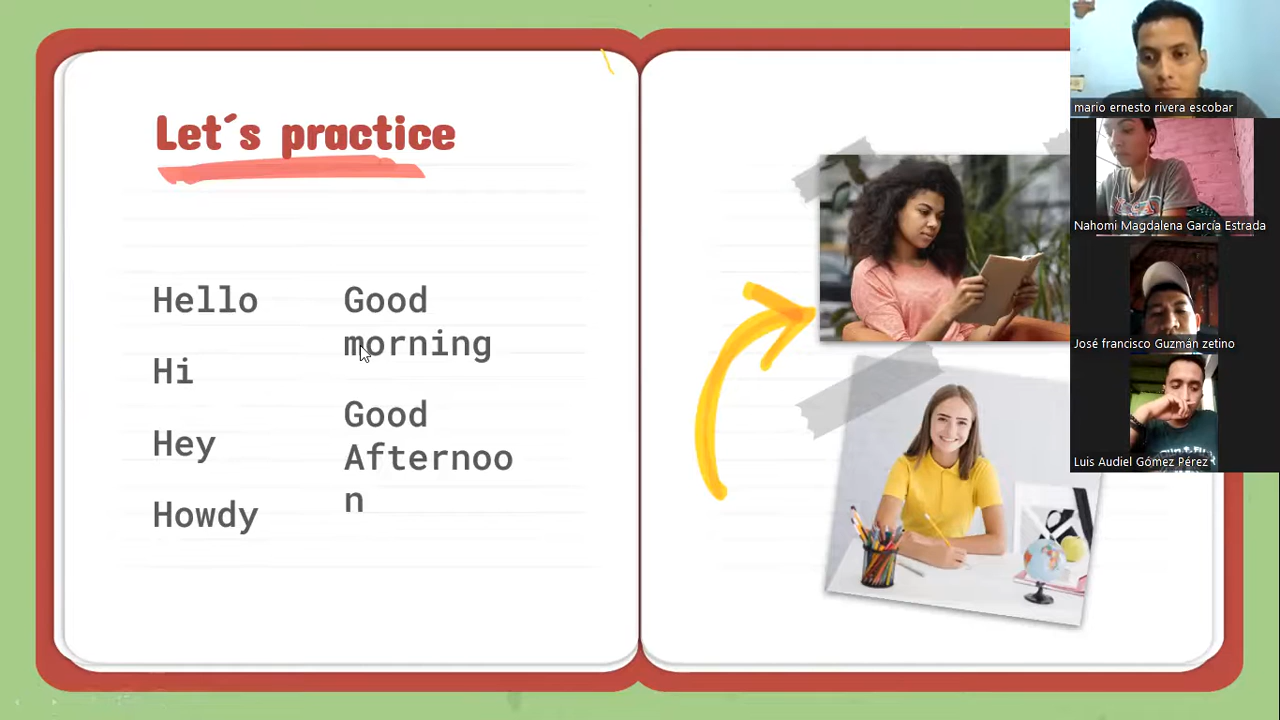 Let´s practice
Hello
Hi
Hey
Howdy
Good
morning
Good
Afternoo
n
mario ernesto rivera escobar
Nahomi Magdalena García Estrada
José francisco Guzmán zetino
Luis Audiel Gómez Pérez